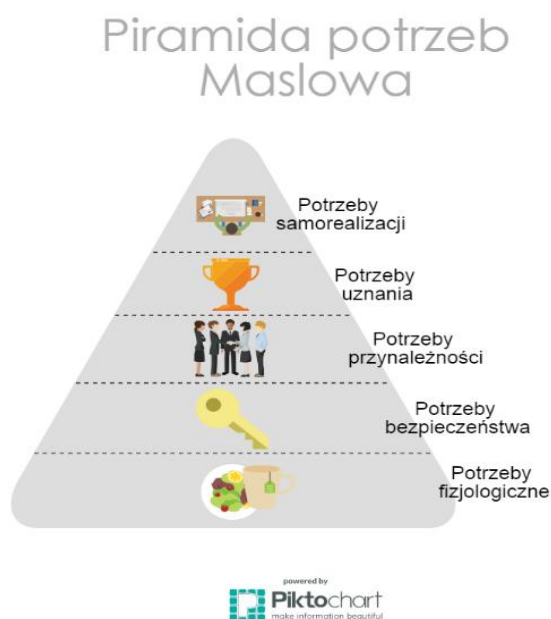 Piramida potrzeb
Maslowa
Potrzeby
samorealizacji
Potrzeby
uznania
Potrzeby
przynależności
Potrzeby
bezpieczeństwa
Potrzeby
fizjologiczne
powered by
Piktochart
make information beautiful